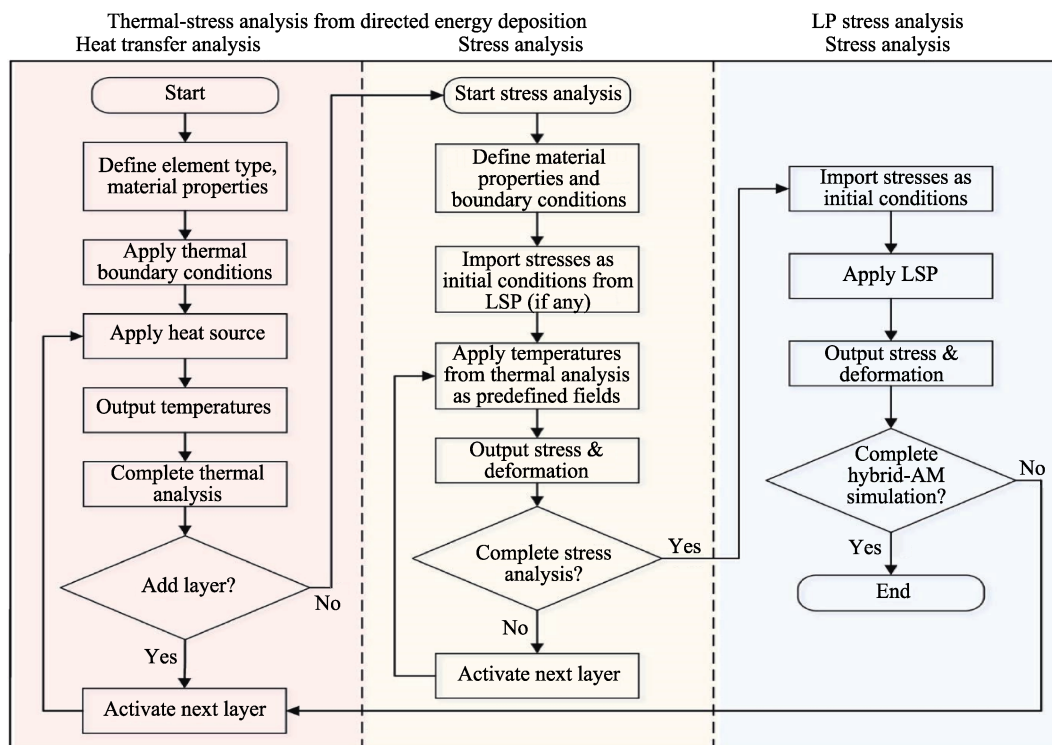 Thermal-stress analysis from directed energy deposition
Heat transfer analysis
Stress analysis
LP stress analysis
Stress analysis
Start
Define element type,
material properties
Apply thermal
boundary conditions
Apply heat source
Output temperatures
Complete thermal
analysis
Add layer?
No
Yes
Activate next layer
Start stress analysis
Define material
properties and
boundary conditions
Import stresses as
initial conditions from
LSP (if any)
Apply temperatures
from thermal analysis
as predefined fields
Output stress &
deformation
Complete stress
analysis?
Yes
No
Activate next layer
Import stresses as
initial conditions
Apply LSP
Output stress &
deformation
Complete
hybrid-AM
simulation?
No
Yes
End